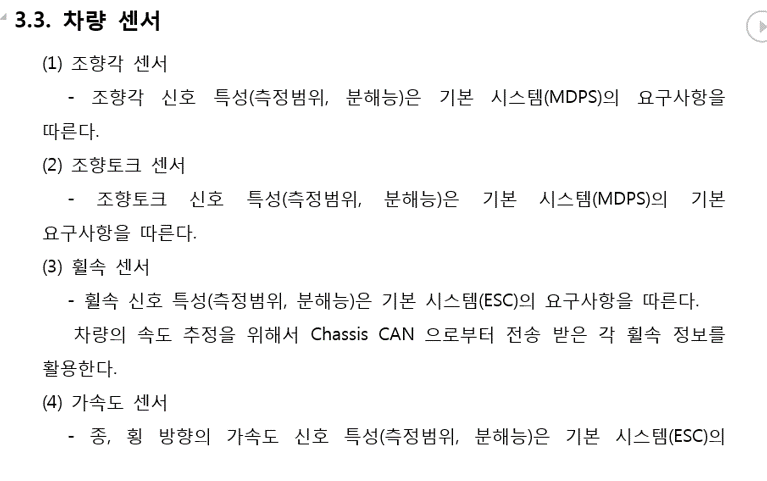 3.3. 차량 센서
(1) 조향각 센서
- 조향각 신호 특성(측정범위, 분해능)은 기본 시스템(MDPS)의 요구사항을
따른다.
(2) 조향토크 센서
- 조향토크 신호 특성(측정범위, 분해능)은 기본 시스템(MDPS)의 기본
요구사항을 따른다.
(3) 휠속 센서
- 휠속 신호 특성(측정범위, 분해능)은 기본 시스템(ESC)의 요구사항을 따른다.
차량의 속도 추정을 위해서 Chassis CAN 으로부터 전송 받은 각 휠속 정보를
활용한다.
(4) 가속도 센서
- 종, 횡 방향의 가속도 신호 특성(측정범위, 분해능)은 기본 시스템(ESC)의